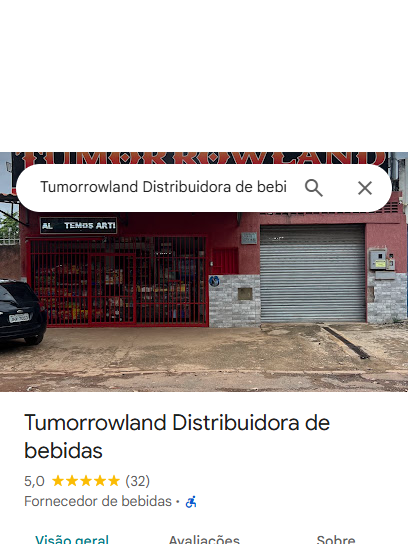 TUMORROWLAND
Tumorrowland Distribuidora de bebi
AL TEMOS ARTI
Tumorrowland Distribuidora de
bebidas
5,0 (32)
Fornecedor de bebidas ·
Visão geral Avaliações Sobre